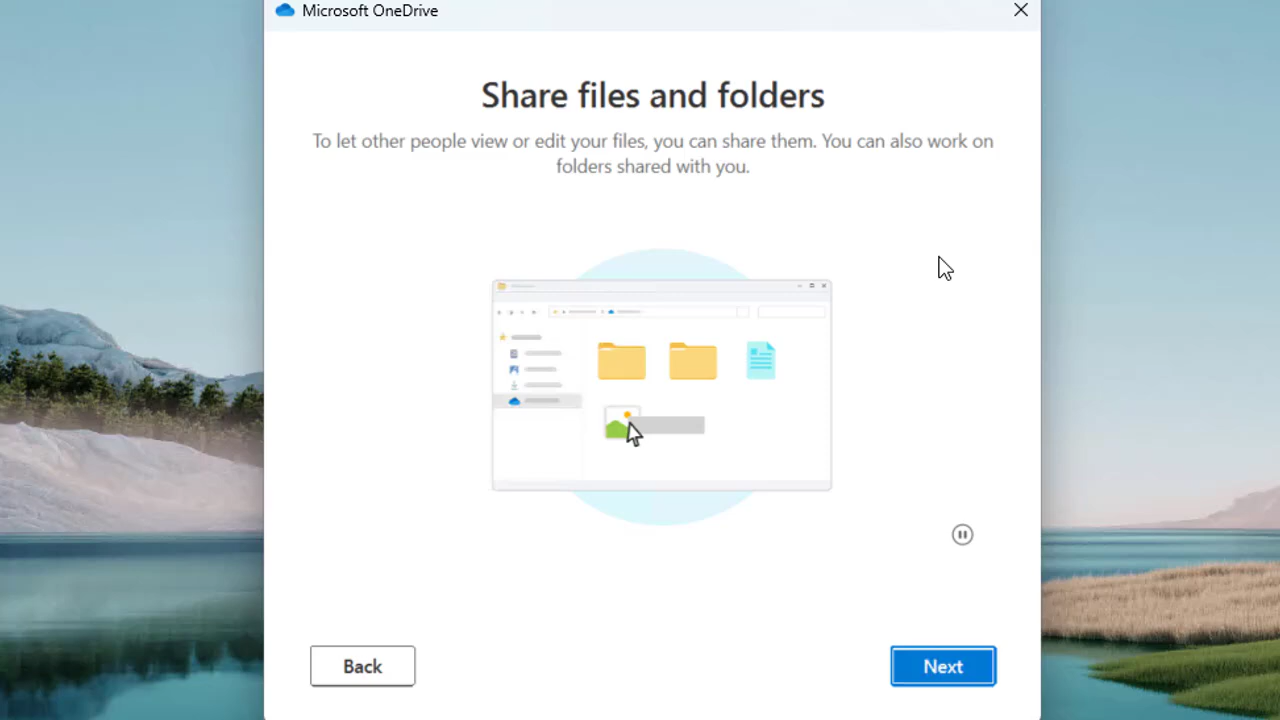 Microsoft OneDrive
Share files and folders
To let other people view or edit your files, you can share them. You can also work on
folders shared with you.
Back
Next